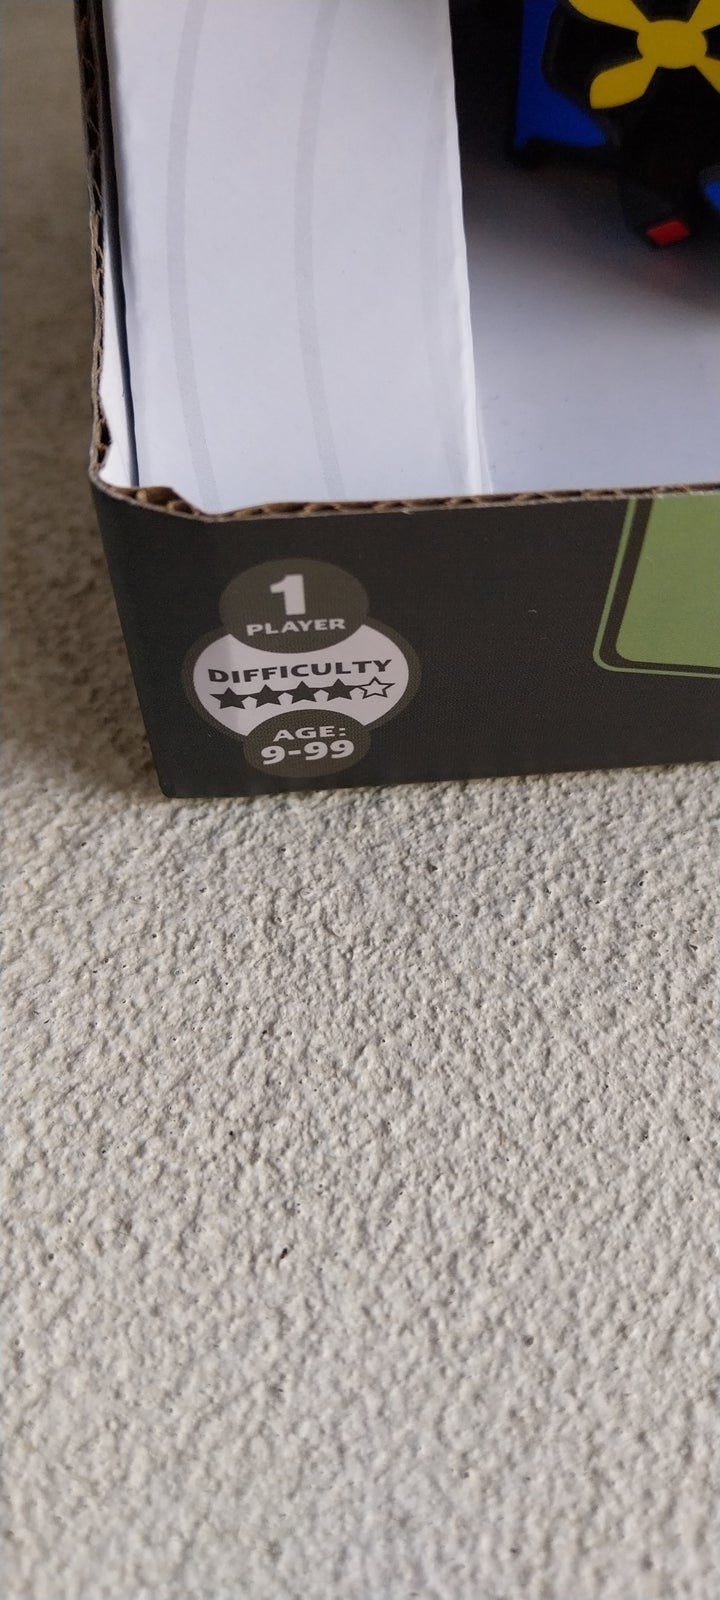 1
PLAYER
DIFFICULTY
AGE:
9-99